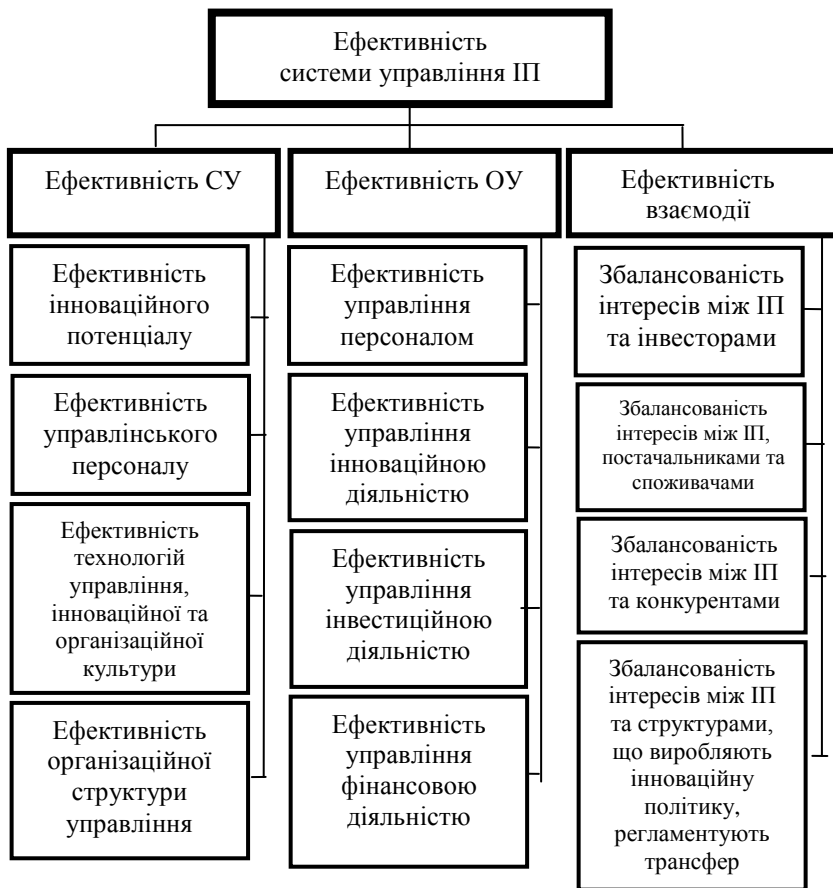 Ефективність
системи управління ІП
Ефективність СУ
Ефективність
інноваційного
потенціалу
Ефективність
управлінського
персоналу
Ефективність
технологій
управління,
інноваційної та
організаційної
культури
Ефективність
організаційної
структури
управління
Ефективність ОУ
Ефективність
управління
персоналом
Ефективність
управління
інноваційною
діяльністю
Ефективність
управління
інвестиційною
діяльністю
Ефективність
управління
фінансовою
діяльністю
Ефективність
взаємодії
Збалансованість
інтересів між ІП
та інвесторами
Збалансованість
інтересів між ІП,
постачальниками та
споживачами
Збалансованість
інтересів між ІП
та конкурентами
Збалансованість
інтересів між ІП
та структурами,
що виробляють
інноваційну
політику,
регламентують
трансфер